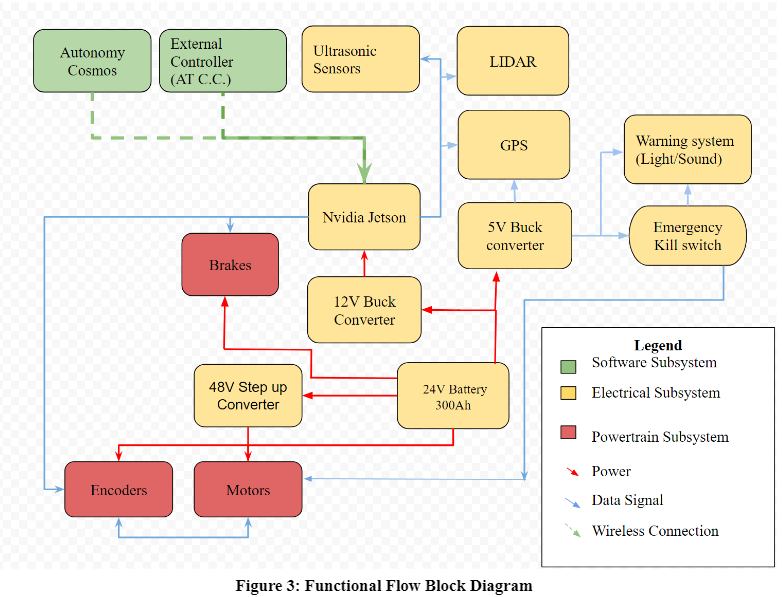 Autonomy
Cosmos
External
Controller
(AT C.C.)
Ultrasonic
Sensors
LIDAR
GPS
Warning system
(Light/Sound)
Nvidia Jetson
5V Buck
converter
Emergency
Kill switch
Brakes
12V Buck
Converter
48V Step up
Converter
24V Battery
300Ah
Encoders
Motors
Legend
Software Subsystem
Electrical Subsystem
Powertrain Subsystem
Power
Data Signal
Wireless Connection
Figure 3: Functional Flow Block Diagram